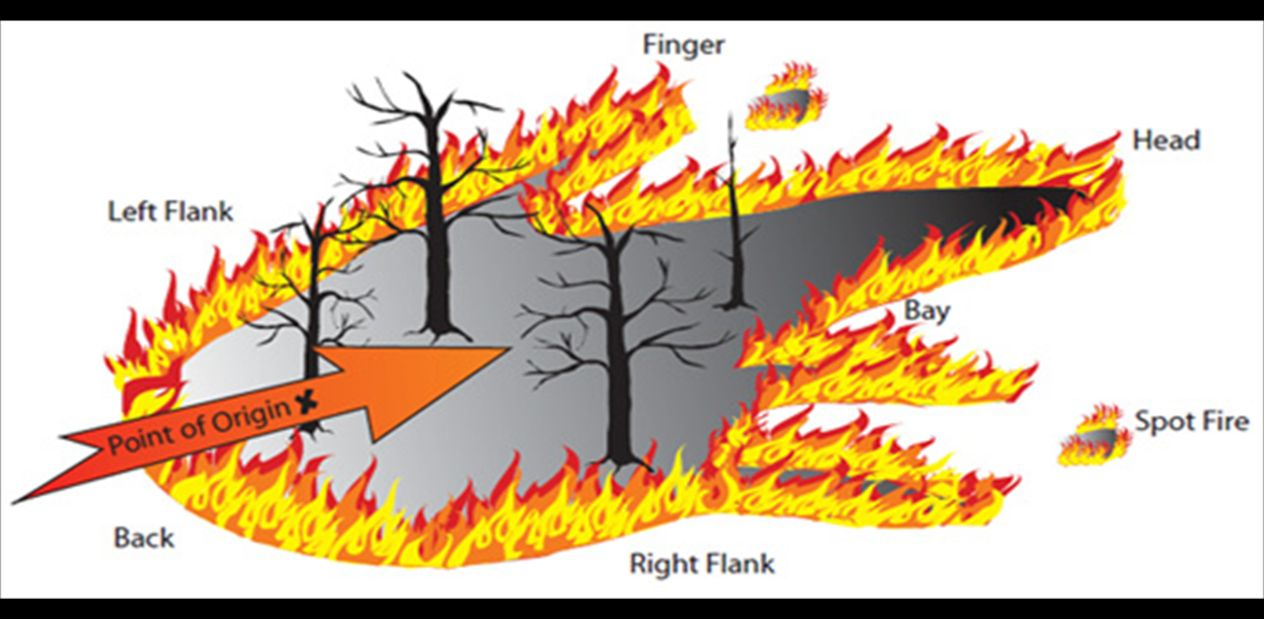 Finger
Head
Left Flank
Bay
Point of Origin x
Spot Fire
Back
Right Flank